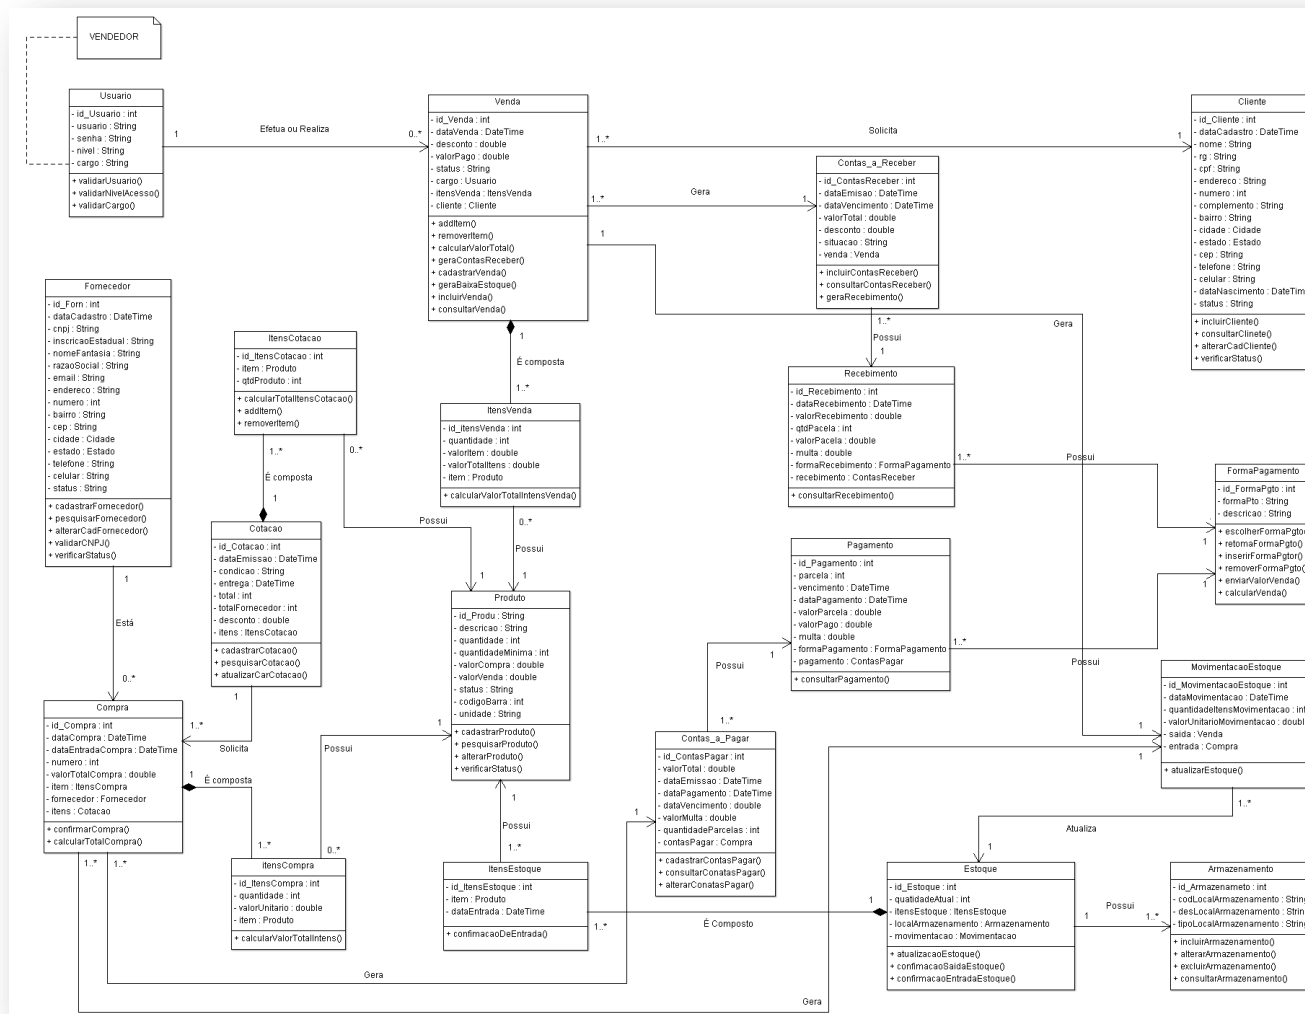 VENDEDOR
Usuario
- id_Usuario : int
- usuario : String
- senha : String
- nivel : String
- cargo : String
+ validarUsuario()
+ validarNivelAcesso()
+ validarCargo()
1
Efetua ou Realiza
0..*
Venda
- id_Venda : int
- dataVenda : DateTime
- desconto : double
- valorPago : double
- status : String
- cargo : Usuario
- itensVenda : ItensVenda
- cliente : Cliente
+ addItem()
+ removerItem()
+ calcularValorTotal()
+ geraContasReceber()
+ cadastrarVenda()
+ geraBaixaEstoque()
+ incluirVenda()
+ consultarVenda()
1..*
Solicita
1
1..*
Gera
1
1
Gera
1
Cliente
- id_Cliente : int
- dataCadastro : DateTime
- nome : String
- rg : String
- cpf : String
- endereco : String
- numero : int
- complemento : String
- bairro : String
- cidade : Cidade
- estado : Estado
- cep : String
- telefone : String
- celular : String
- dataNascimento : DateTim
- status : String
+ incluirCliente()
+ consultarClinete()
+ alterarCadCliente()
+ verificarStatus()
Contas_a_Receber
- id_ContasReceber : int
- dataEmisao : DateTime
- dataVencimento : DateTime
- valorTotal : double
- desconto : double
- situacao : String
- venda : Venda
+ incluirContasReceber()
+ consultarContasReceber()
+ geraRecebimento()
1..*
Possui
1
Fornecedor
- id_Forn : int
- dataCadastro : DateTime
- cnpj : String
- inscricaoEstadual : String
- nomeFantasia : String
- razaoSocial : String
- email : String
- endereco : String
- numero : int
- bairro : String
- cep : String
- cidade : Cidade
- estado : Estado
- telefone : String
- celular : String
- status : String
+ cadastrarFornecedor()
+ pesquisarFornecedor()
+ alterarCadFornecedor()
+ validarCNPJ()
+ verificarStatus()
1
Está
0..*
ItensCotacao
- id_ItensCotacao : int
- item : Produto
- qtdProduto : int
+ calcularTotalItensCotacao()
+ addItem()
+ removerItem()
1..*
É composta
1
0..*
Possui
1
1
É composta
1..*
ItensVenda
- id_itensVenda : int
- quantidade : int
- valorItem : double
- valorTotalItens : double
- item : Produto
+ calcularValorTotalIntensVenda()
0..*
Possui
1
Recebimento
- id_Recebimento : int
- dataRecebimento : DateTime
- valorRecebimento : double
- qtdPacela : int
- valorPacela : double
- multa : double
- formaRecebimento : FormaPagamento
- recebimento : ContasReceber
+ consultarRecebimento()
1..*
Possui
1
FormaPagamento
- id_FormaPgto : int
- formaPto : String
- descricao : String
+ escolherFormaPgto(
+ retornaFormaPgto()
+ inserirFormaPgtor()
+ removerFormaPgto()
+ enviarValorVenda()
+ calcularVenda()
Cotacao
- id_Cotacao : int
- dataEmissao : DateTime
- condicao : String
- entrega : DateTime
- total : int
- totalFornecedor : int
- desconto : double
- itens : ItensCotacao
+ cadastrarCotacao()
+ pesquisarCotacao()
+ atualizarCarCotacao()
1
Solicita
1..*
Pagamento
- id_Pagamento : int
- parcela : int
- vencimento : DateTime
- dataPagamento : DateTime
- valorParcela : double
- valorPago : double
- multa : double
- formaPagamento : FormaPagamento
- pagamento : ContasPagar
+ consultarPagamento()
1..*
Possui
1
Produto
- id_Produ : String
- descricao : String
- quantidade : int
- quantidadeMinima : int
- valorCompra : double
- valorVenda : double
- status : String
- codigoBarra : int
- unidade : String
+ cadastrarProduto()
+ pesquisarProduto()
+ alterarProduto()
+ verificarStatus()
Possui
1
1..*
MovimentacaoEstoque
- id_MovimentacaoEstoque : int
- dataMovimentacao : DateTime
- quantidadeItensMovimentacao : int
- valorUnitarioMovimentacao : doubl
- saida : Venda
- entrada : Compra
+ atualizarEstoque()
1
1..*
Atualiza
1
Compra
- id_Compra : int
- dataCompra : DateTime
- dataEntradaCompra : DateTime
- numero : int
- valorTotalCompra : double
- item : ItensCompra
- fornecedor : Fornecedor
- itens : Cotacao
+ confirmarCompra()
+ calcularTotalCompra()
1
É composta
1..*
1..*
1..*
Gera
1
Gera
itensCompra
- id_ItensCompra : int
- quantidade : int
- valorUnitario : double
- item : Produto
+ calcularValorTotalIntens()
0..*
Possui
1
Contas_a_Pagar
- id_ContasPagar : int
- valorTotal : double
- dataEmissao : DateTime
- dataPagamento : DateTime
- dataVencimento : double
- valorMulta : double
- quantidadeParcelas : int
- contasPagar : Compra
+ cadastrarContasPagar()
+ consultarConatasPagar()
+ alterarConatasPagar()
ItensEstoque
- id_ItensEstoque : int
- item : Produto
- dataEntrada : DateTime
+ confimacaoDeEntrada()
1
Possui
1..*
1..*
É Composto
1
Estoque
- id_Estoque : int
- quatidadeAtual : int
- itensEstoque : ItensEstoque
- localArmazenamento : Armazenamento
- movimentacao : Movimentacao
+ atualizacaoEstoque()
+ confimacaoSaidaEstoque()
+ confirmacaoEntradaEstoque()
1
Possui
1..*
Armazenamento
- id_Armazenameto : int
- codLocalArmazenamento : String
- desLocalArmazenamento : String
- tipoLocalArmazenamento : String
+ incluirArmazenamento()
+ alterarArmazenamento()
+ excluirArmazenamento()
+ consultarArmazenamento()